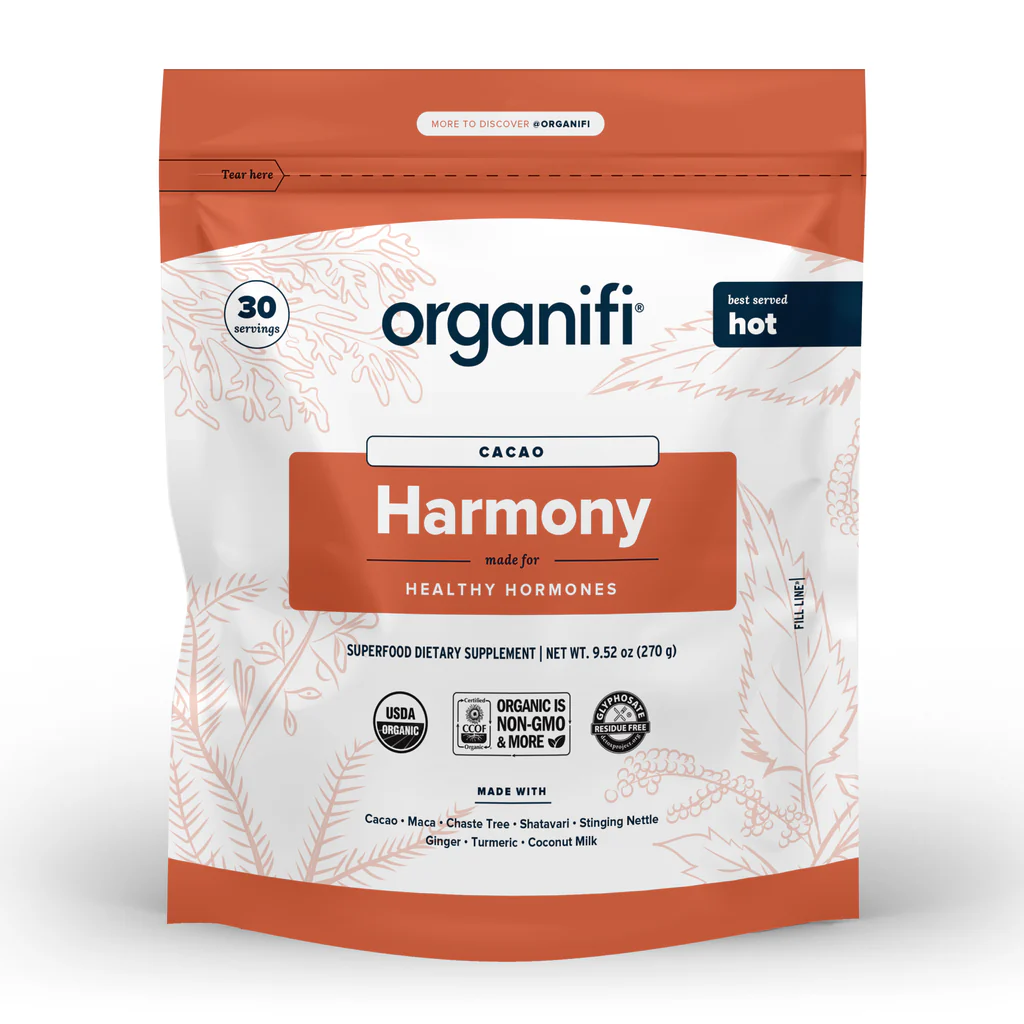 MORE TO DISCOVER @ORGANIFI
Tear here
30
servings
organifi®
best served
hot
CACAO
Harmony
made for
HEALTHY HORMONES
FILL-LINE*
SUPERFOOD DIETARY SUPPLEMENT | NET WT. 9.52 oz (270 g)
USDA
ORGANIC
Certified
CCOF
Organic
ORGANIC IS
NON-GMO
& MORE
GLYPHOSATE
RESIDUE FREE
detoxproject.org
MADE WITH
Cacao • Maca • Chaste Tree • Shatavari • Stinging Nettle
Ginger • Turmeric • Coconut Milk